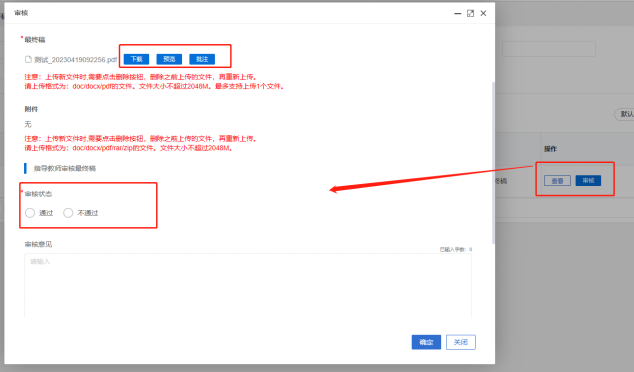 审核
*最终稿
测试_20230419092256.pdf 下载 预览 批注
注意：上传新文件时,需要点击删除按钮，删除之前上传的文件，再重新上传。
请上传格式为：doc/docx/pdf的文件。文件大小不超过2048M。最多支持上传1个文件。
附件
无
注意：上传新文件时,需要点击删除按钮，删除之前上传的文件，再重新上传。
请上传格式为：doc/docx/pdf/rar/zip的文件。文件大小不超过2048M。
指导教师审核最终稿
*审核状态
通过 不通过
审核意见
已输入字数：0
请输入
确定 关闭
默认
操作
终稿 查看 审核